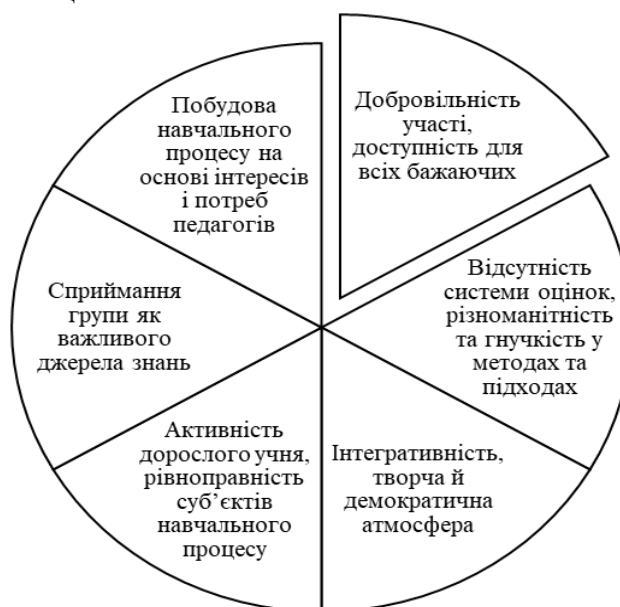 Добровільність
участі,
доступність для
всіх бажаючих
Відсутність
системи оцінок,
різноманітність
та гнучкість у
методах та
підходах
Інтегративність,
творча й
демократична
атмосфера
Активність
дорослого учня,
рівноправність
суб’єктів
навчального
процесу
Сприймання
групи як
важливого
джерела знань
Побудова
навчального
процесу на
основі інтересів
і потреб
педагогів